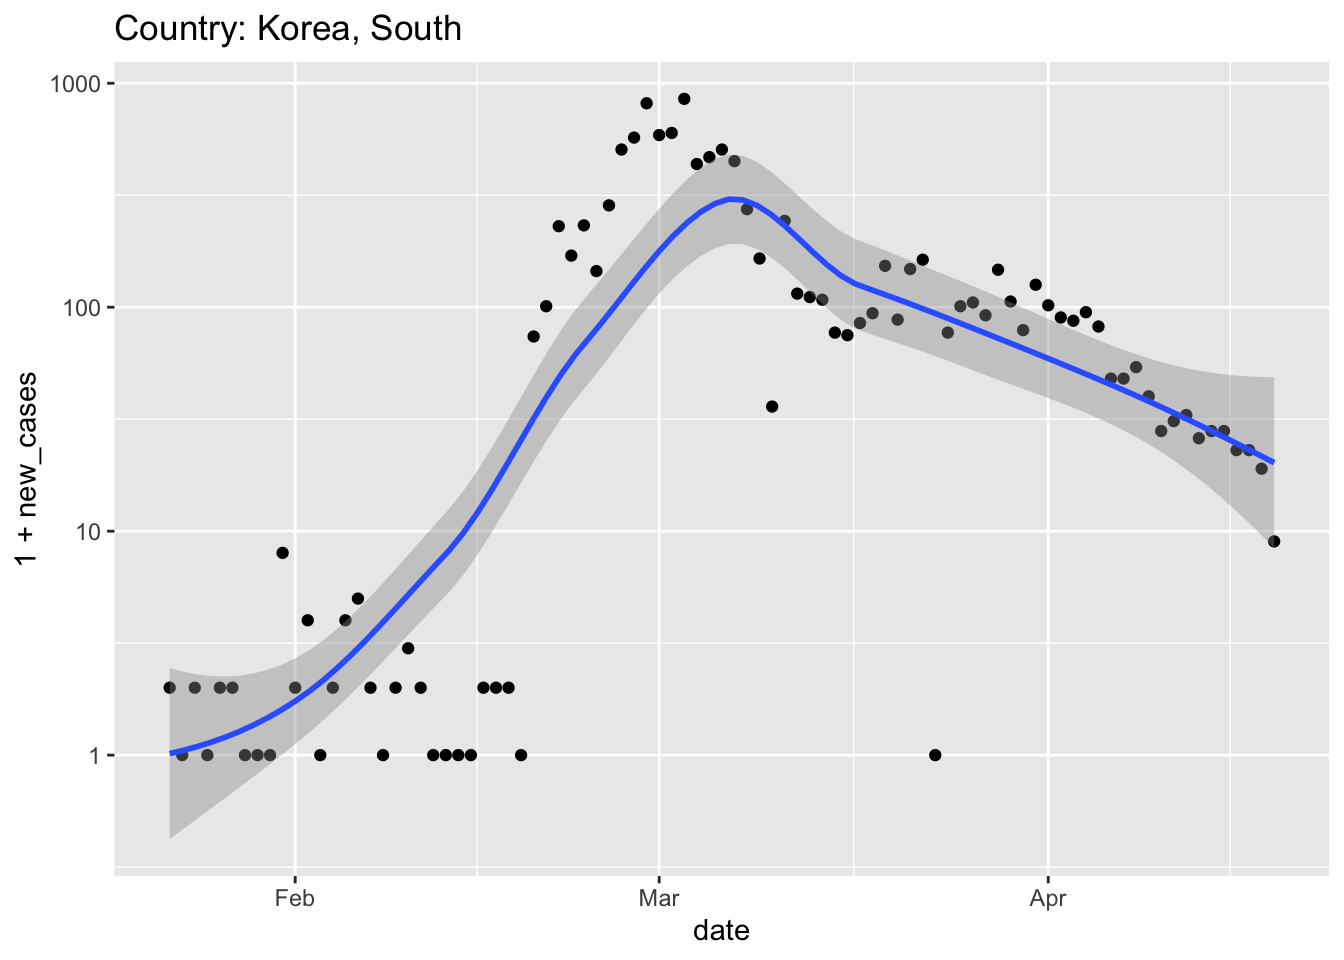 Country: Korea, South
1000
100
10
1
1 + new_cases
Feb Mar Apr
date